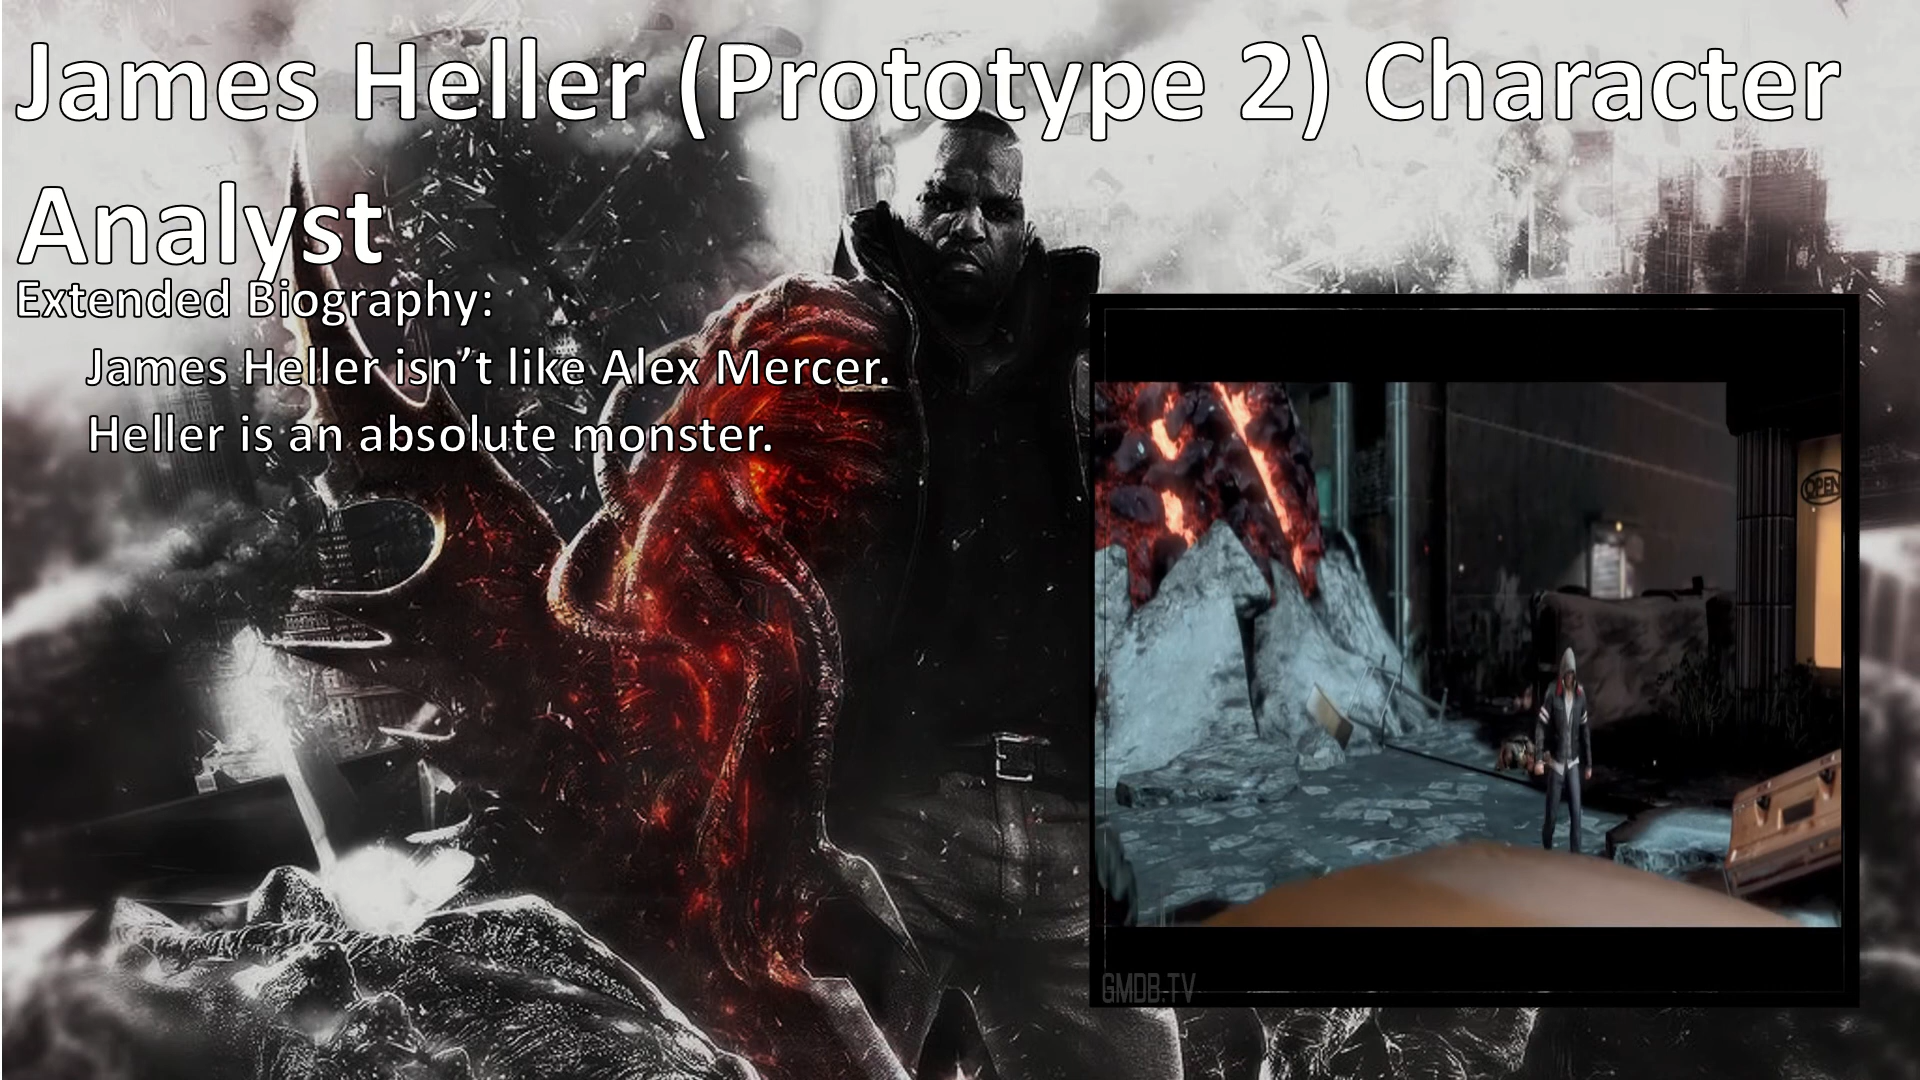 James Heller (Prototype 2) Character
Analyst
Extended Biography:
James Heller isn’t like Alex Mercer.
Heller is an absolute monster.
OPEN
GMDB.TV